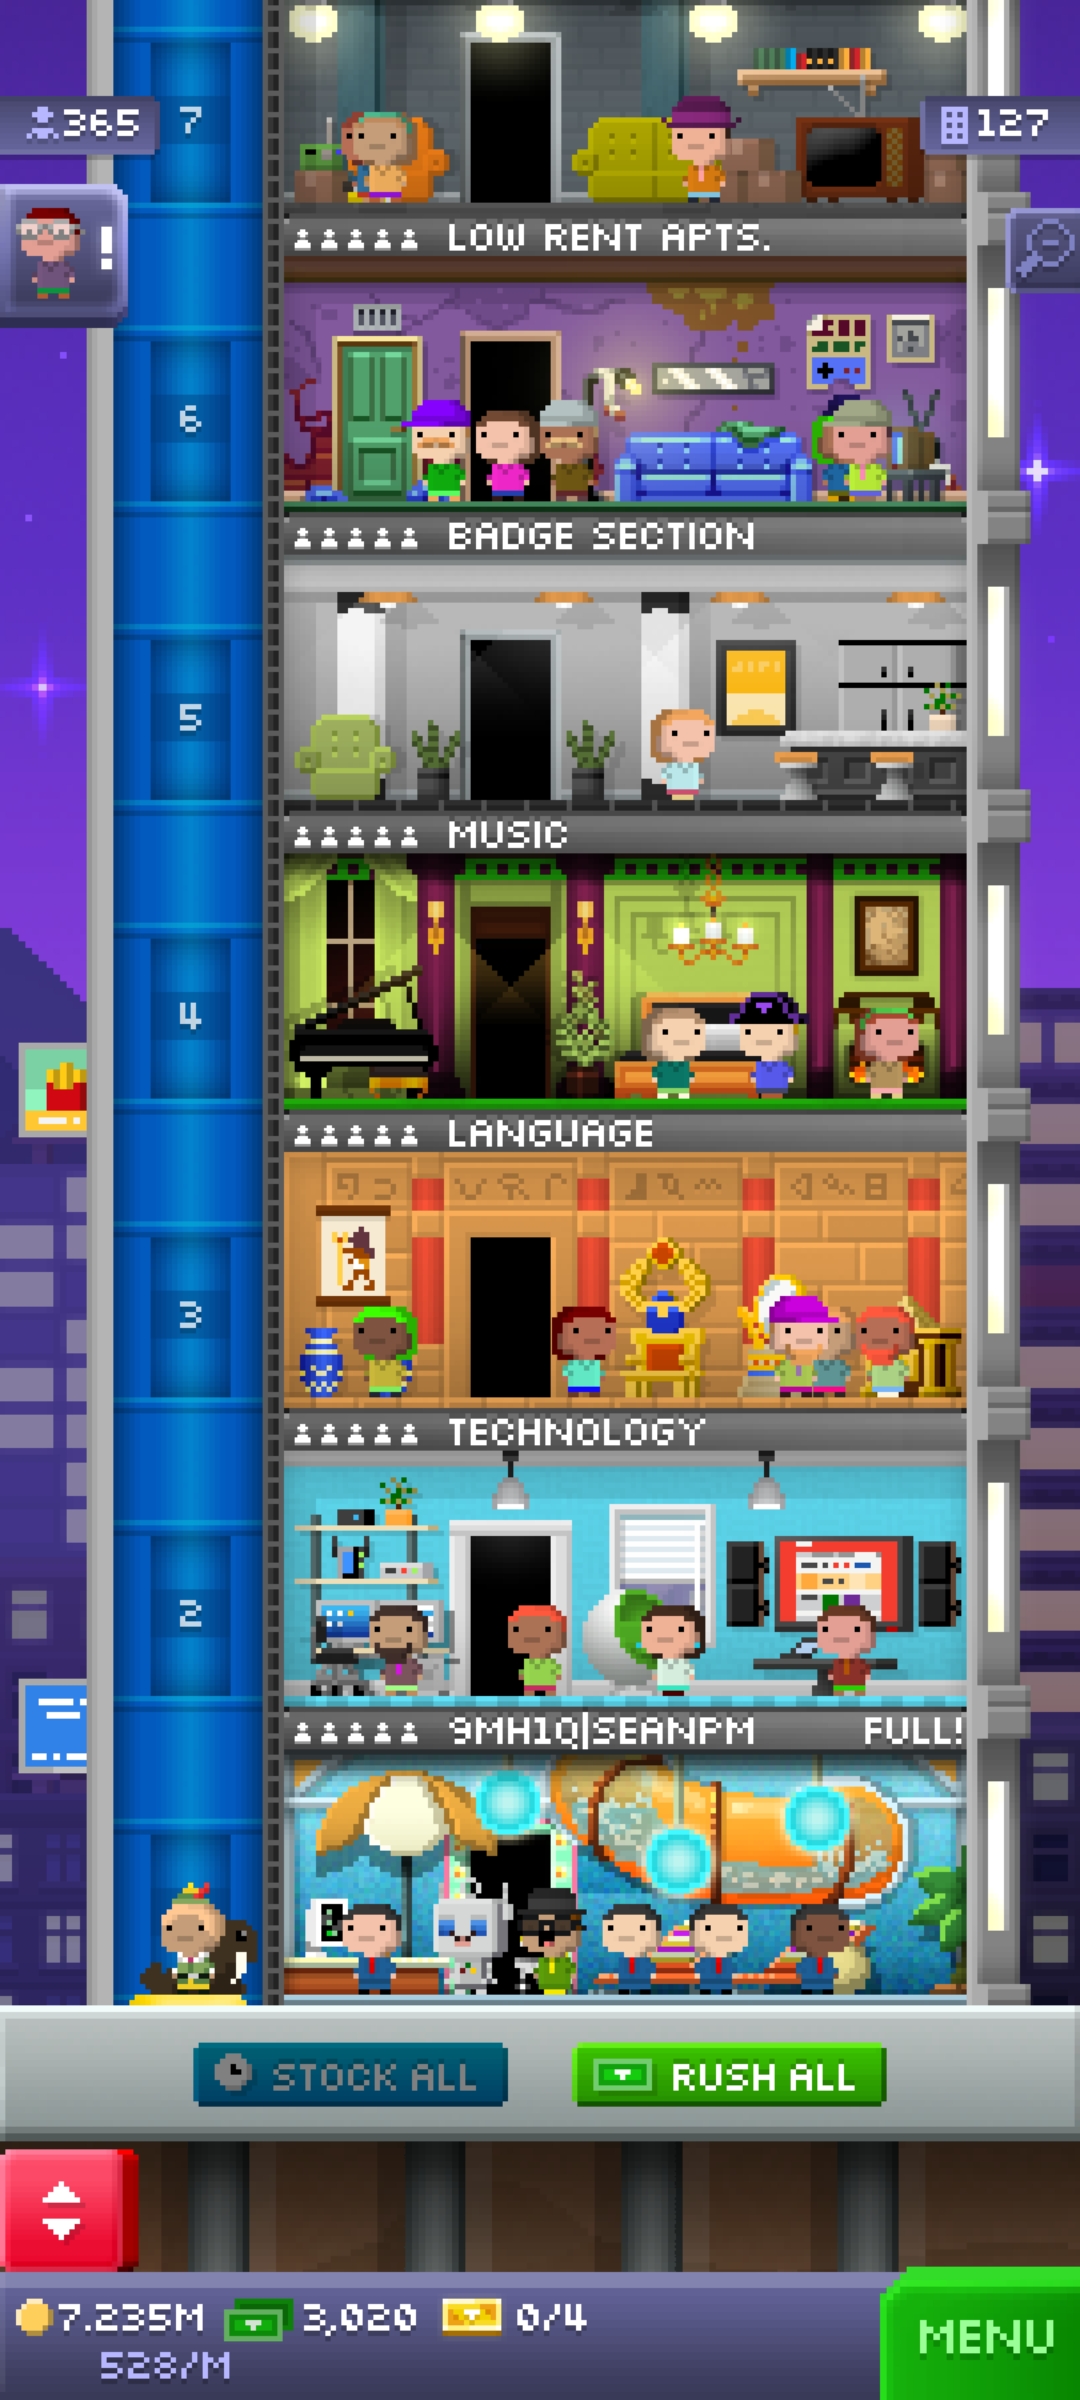 365
7
127
!
LOW RENT APTS.
6
BADGE SECTION
5
MUSIC
4
LANGUAGE
3
TECHNOLOGY
2
9MH1Q|SEANPM FULL!
STOCK ALL
RUSH ALL
7.235M
3,020
0/4
528/M
MENU